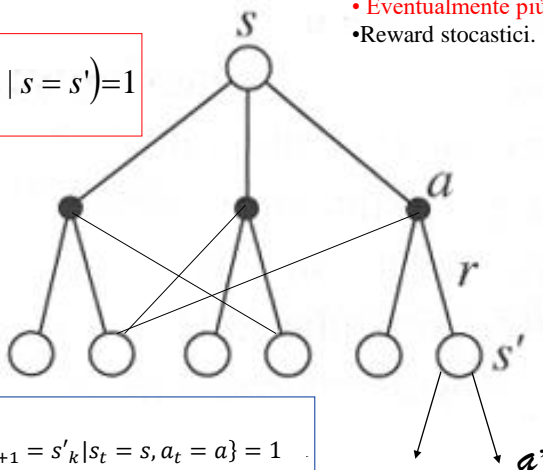 • Eventualmente più
•Reward stocastici.
s
| s = s')=1
a
r
s'
₊₁ = s'ₖ|sₜ = s, aₜ = a} = 1
a'